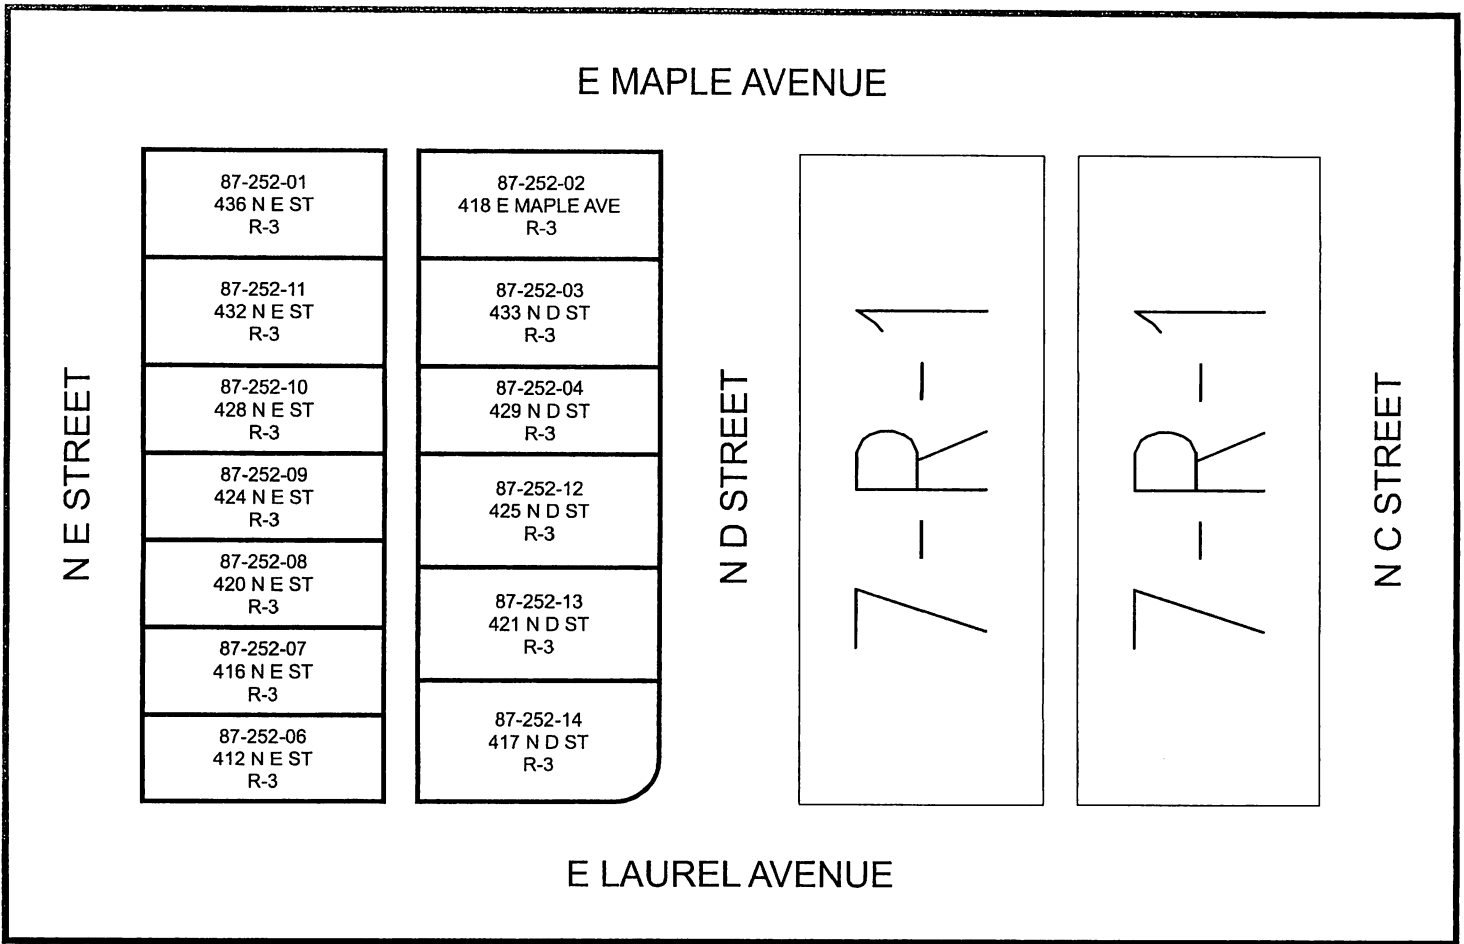 E MAPLE AVENUE
87-252-01
436 N E ST
R-3
87-252-11
432 N E ST
R-3
87-252-10
428 N E ST
R-3
87-252-09
424 N E ST
R-3
87-252-08
420 N E ST
R-3
87-252-07
416 N E ST
R-3
87-252-06
412 N E ST
R-3
87-252-02
418 E MAPLE AVE
R-3
87-252-03
433 N D ST
R-3
87-252-04
429 N D ST
R-3
87-252-12
425 N D ST
R-3
87-252-13
421 N D ST
R-3
87-252-14
417 N D ST
R-3
N E STREET
N D STREET
7-R-1
7-R-1
N C STREET
E LAUREL AVENUE